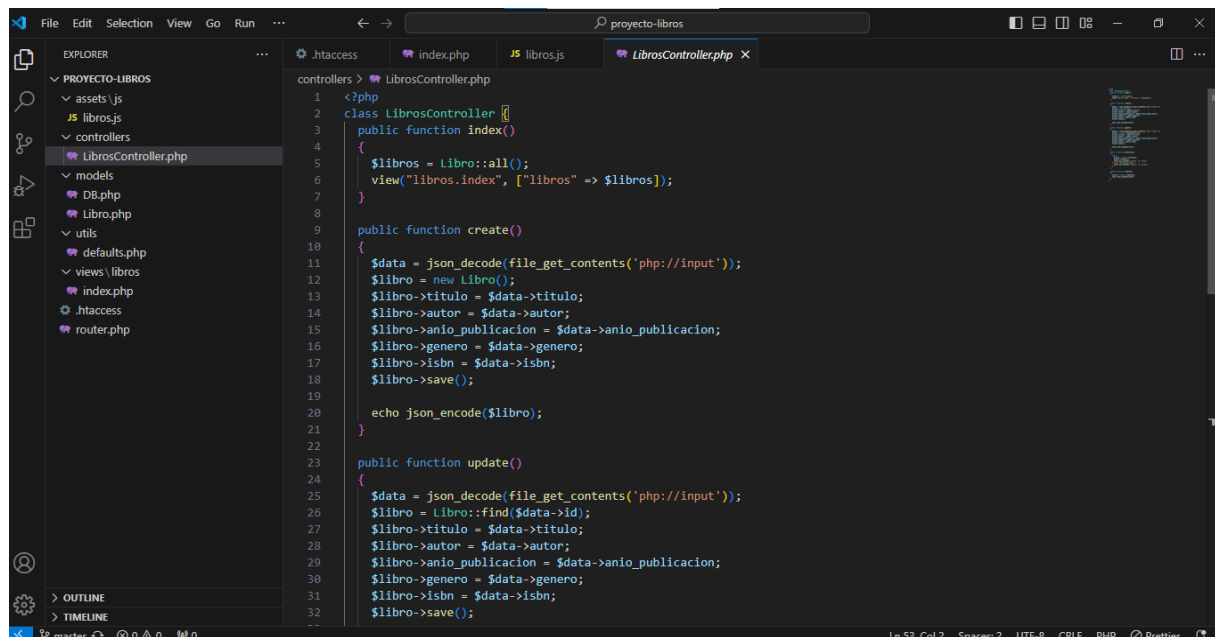 File Edit Selection View Go Run ···
proyecto-libros
EXPLORER ···
PROYECTO-LIBROS
assets\js
JS libros.js
controllers
LibrosController.php
models
DB.php
Libro.php
utils
defaults.php
views\libros
index.php
.htaccess
router.php
OUTLINE
TIMELINE
.htaccess index.php JS libros.js LibrosController.php
controllers > LibrosController.php
1 <?php
2 class LibrosController {
3 public function index()
4 {
5 $libros = Libro::all();
6 view("libros.index", ["libros" => $libros]);
7 }
8
9 public function create()
10 {
11 $data = json_decode(file_get_contents('php://input'));
12 $libro = new Libro();
13 $libro->titulo = $data->titulo;
14 $libro->autor = $data->autor;
15 $libro->anio_publicacion = $data->anio_publicacion;
16 $libro->genero = $data->genero;
17 $libro->isbn = $data->isbn;
18 $libro->save();
19
20 echo json_encode($libro);
21 }
22
23 public function update()
24 {
25 $data = json_decode(file_get_contents('php://input'));
26 $libro = Libro::find($data->id);
27 $libro->titulo = $data->titulo;
28 $libro->autor = $data->autor;
29 $libro->anio_publicacion = $data->anio_publicacion;
30 $libro->genero = $data->genero;
31 $libro->isbn = $data->isbn;
32 $libro->save();
master 0 0 0 Ln 53, Col 2 Spaces: 2 UTF-8 CRLF PHP Prettier